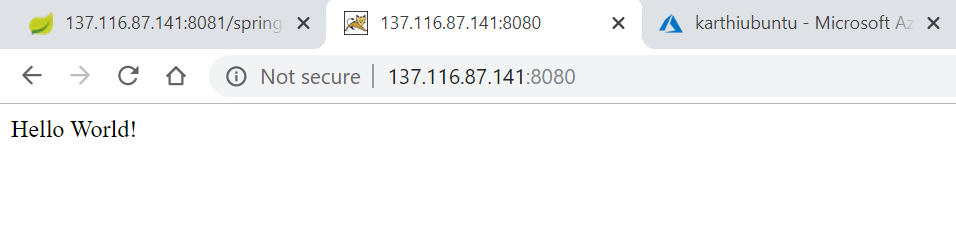 137.116.87.141:8081/spring
137.116.87.141:8080
karthiubuntu - Microsoft Az
Not secure
137.116.87.141:8080
Hello World!